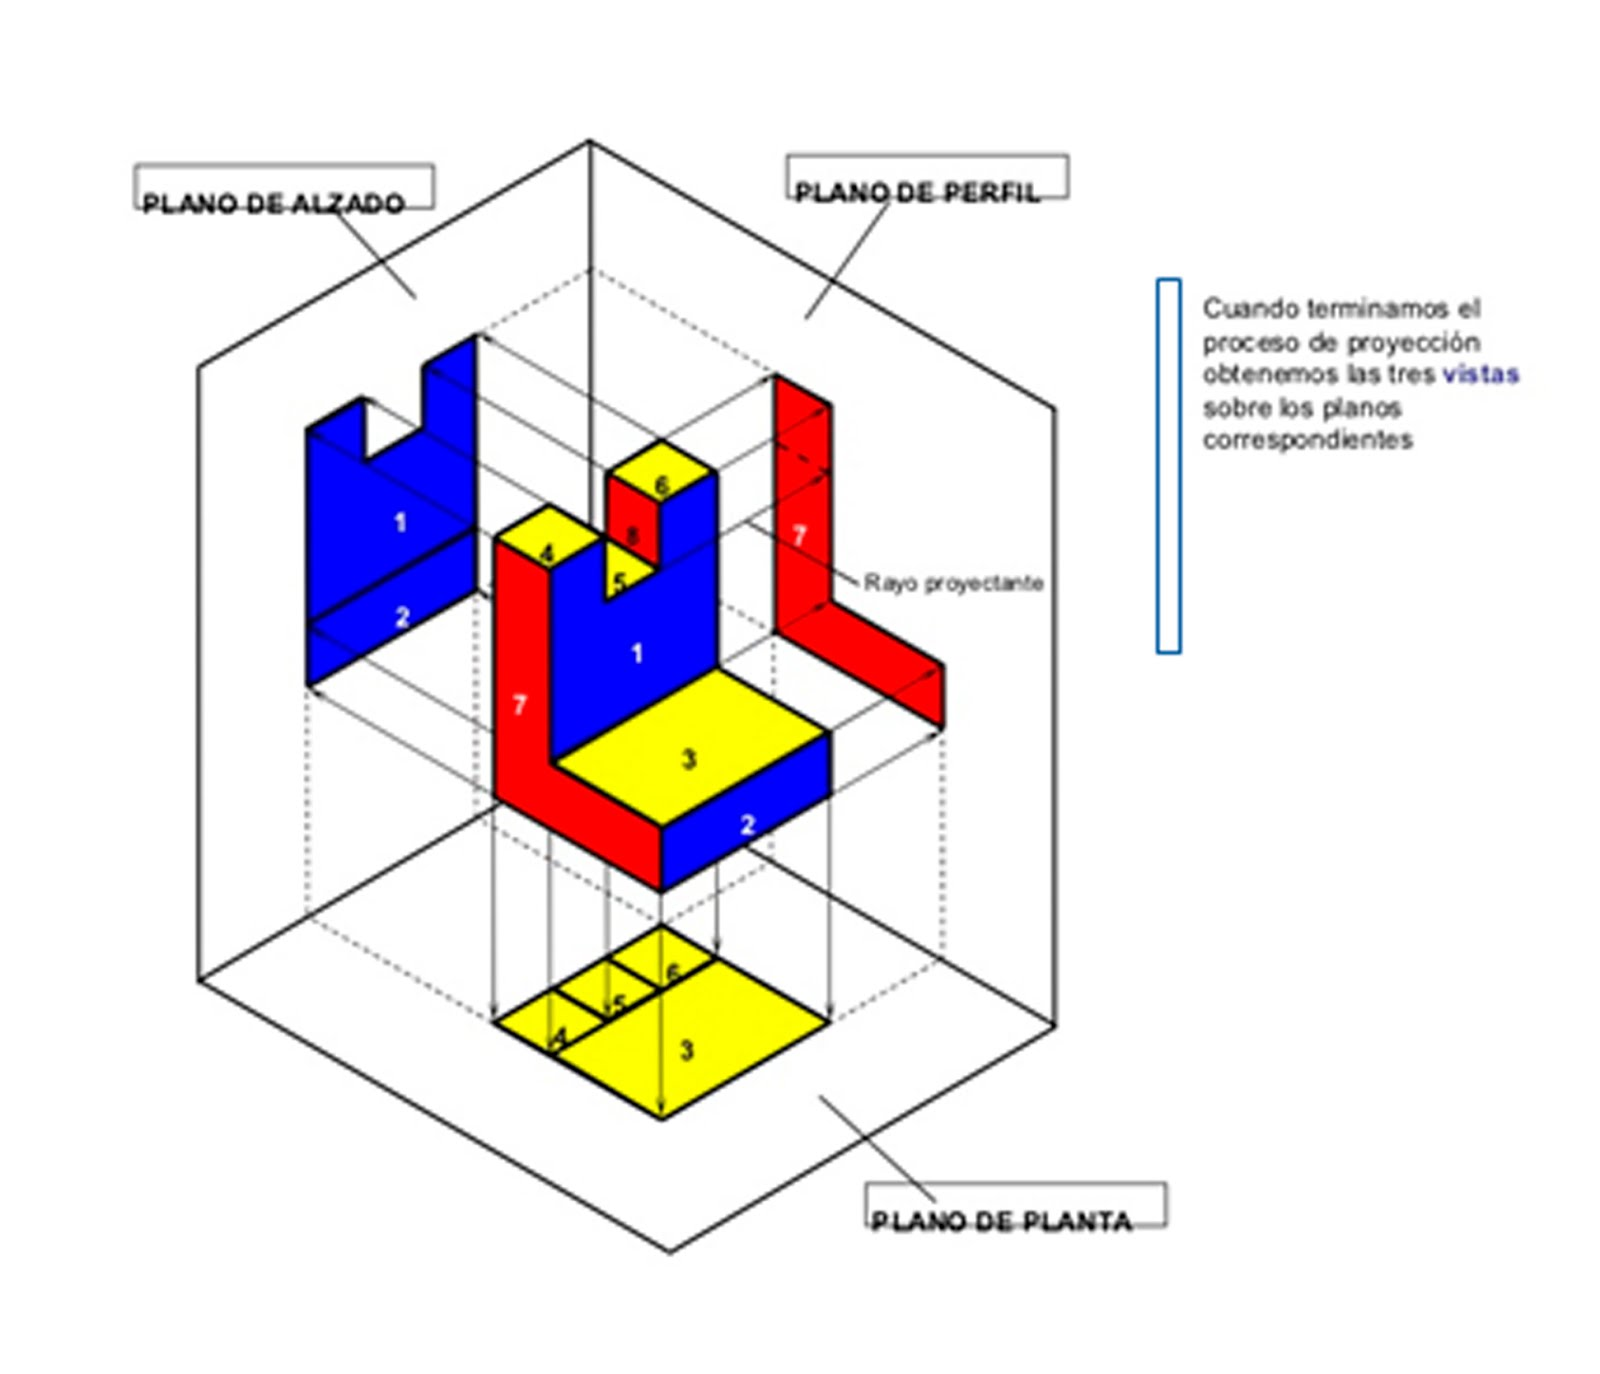 PLANO DE ALZADO
PLANO DE PERFIL
Cuando terminamos el
proceso de proyección
obtenemos las tres vistas
sobre los planos
correspondientes
6
8
4
5
1
7
Rayo proyectante
2
1
7
3
2
6
5
4
3
PLANO DE PLANTA